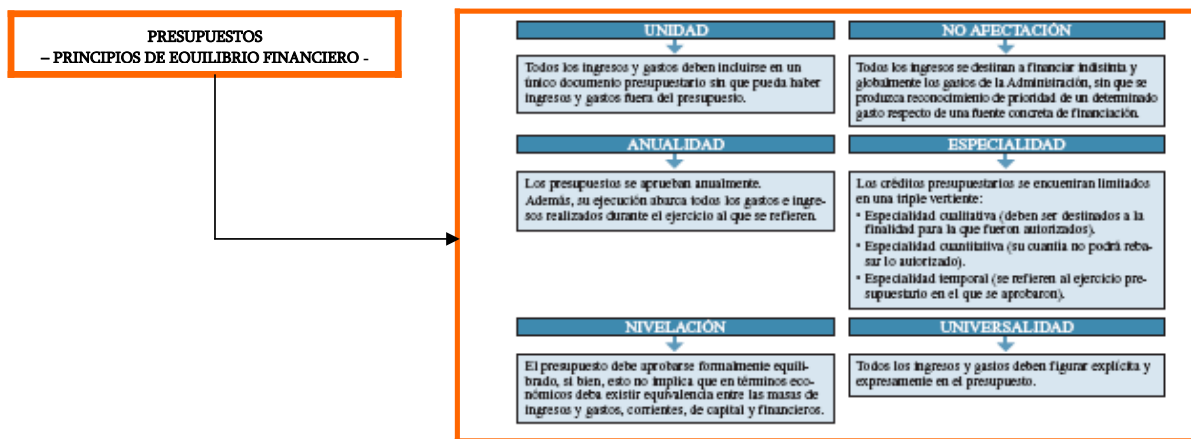 PRESUPUESTOS
– PRINCIPIOS DE EQUILIBRIO FINANCIERO -
UNIDAD
Todos los ingresos y gastos deben incluirse en un
único documento presupuestario sin que pueda haber
ingresos y gastos fuera del presupuesto.
NO AFECTACIÓN
Todos los ingresos se destinan a financiar indistinta y
globalmente los gastos de la Administración, sin que se
produzca reconocimiento de prioridad de un determinado
gasto respecto de una fuente concreta de financiación.
ANUALIDAD
Los presupuestos se aprueban anualmente.
Además, su ejecución abarca todos los gastos e ingre-
sos realizados durante el ejercicio al que se refieren.
ESPECIALIDAD
Los créditos presupuestarios se encuentran limitados
en una triple vertiente:
• Especialidad cualitativa (deben ser destinados a la
finalidad para la que fueron autorizados).
• Especialidad cuantitativa (su cuantía no podrá reba-
sar lo autorizado).
• Especialidad temporal (se refieren al ejercicio pre-
supuestario en el que se aprobaron).
NIVELACIÓN
El presupuesto debe aprobarse formalmente equili-
brado, si bien, esto no implica que en términos eco-
nómicos deba existir equivalencia entre las masas de
ingresos y gastos, corrientes, de capital y financieros.
UNIVERSALIDAD
Todos los ingresos y gastos deben figurar explícita y
expresamente en el presupuesto.